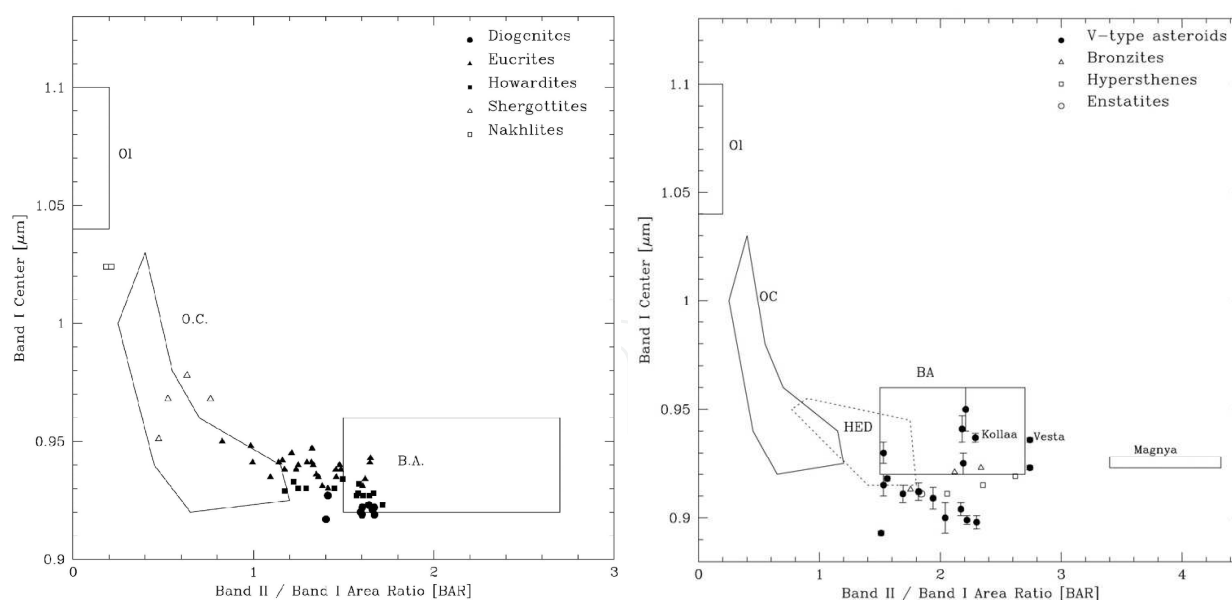 Diogenites
Eucrites
Howardites
Shergottites
Nakhlites
1.1
Ol
1.05
Band I Center [μm]
1
O.C.
0.95
B.A.
0.9
0
1
2
3
Band II / Band I Area Ratio [BAR]
V-type asteroids
Bronzites
Hypersthenes
Enstatites
1.1
Ol
1.05
Band I Center [μm]
1
OC
BA
0.95
HED
Kollaa
Vesta
Magnya
0.9
0
1
2
3
4
Band II / Band I Area Ratio [BAR]